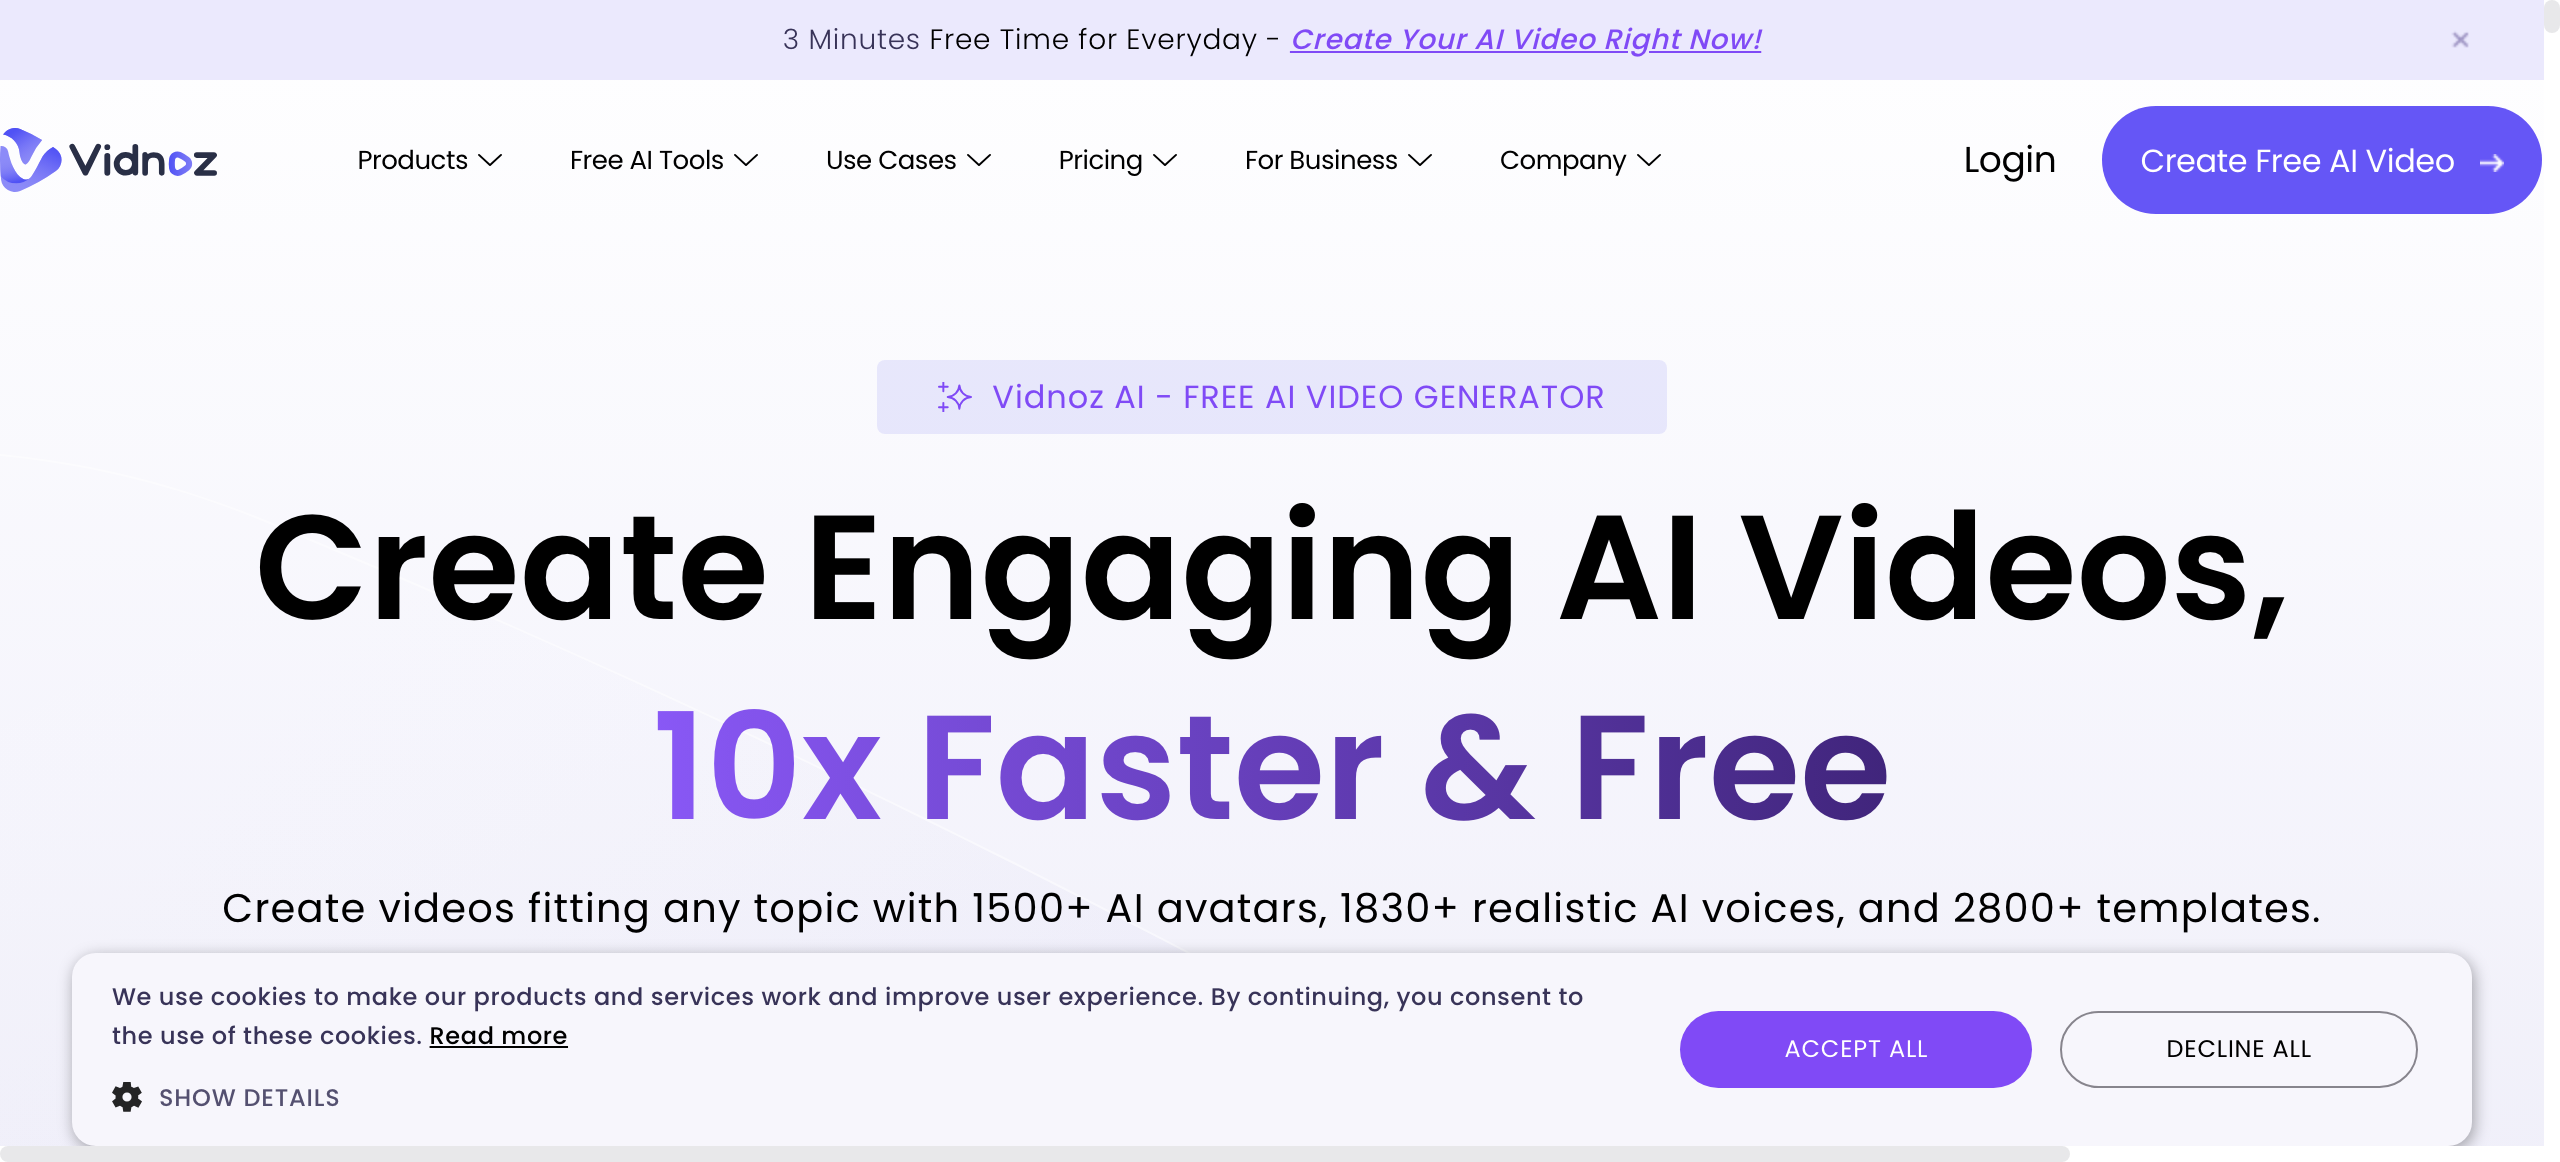 3 Minutes Free Time for Everyday - Create Your AI Video Right Now!
Vidnoz
Products
Free AI Tools
Use Cases
Pricing
For Business
Company
Login
Create Free AI Video
Vidnoz AI - FREE AI VIDEO GENERATOR
Create Engaging AI Videos,
10x Faster & Free
Create videos fitting any topic with 1500+ AI avatars, 1830+ realistic AI voices, and 2800+ templates.
We use cookies to make our products and services work and improve user experience. By continuing, you consent to
the use of these cookies. Read more
ACCEPT ALL
DECLINE ALL
SHOW DETAILS